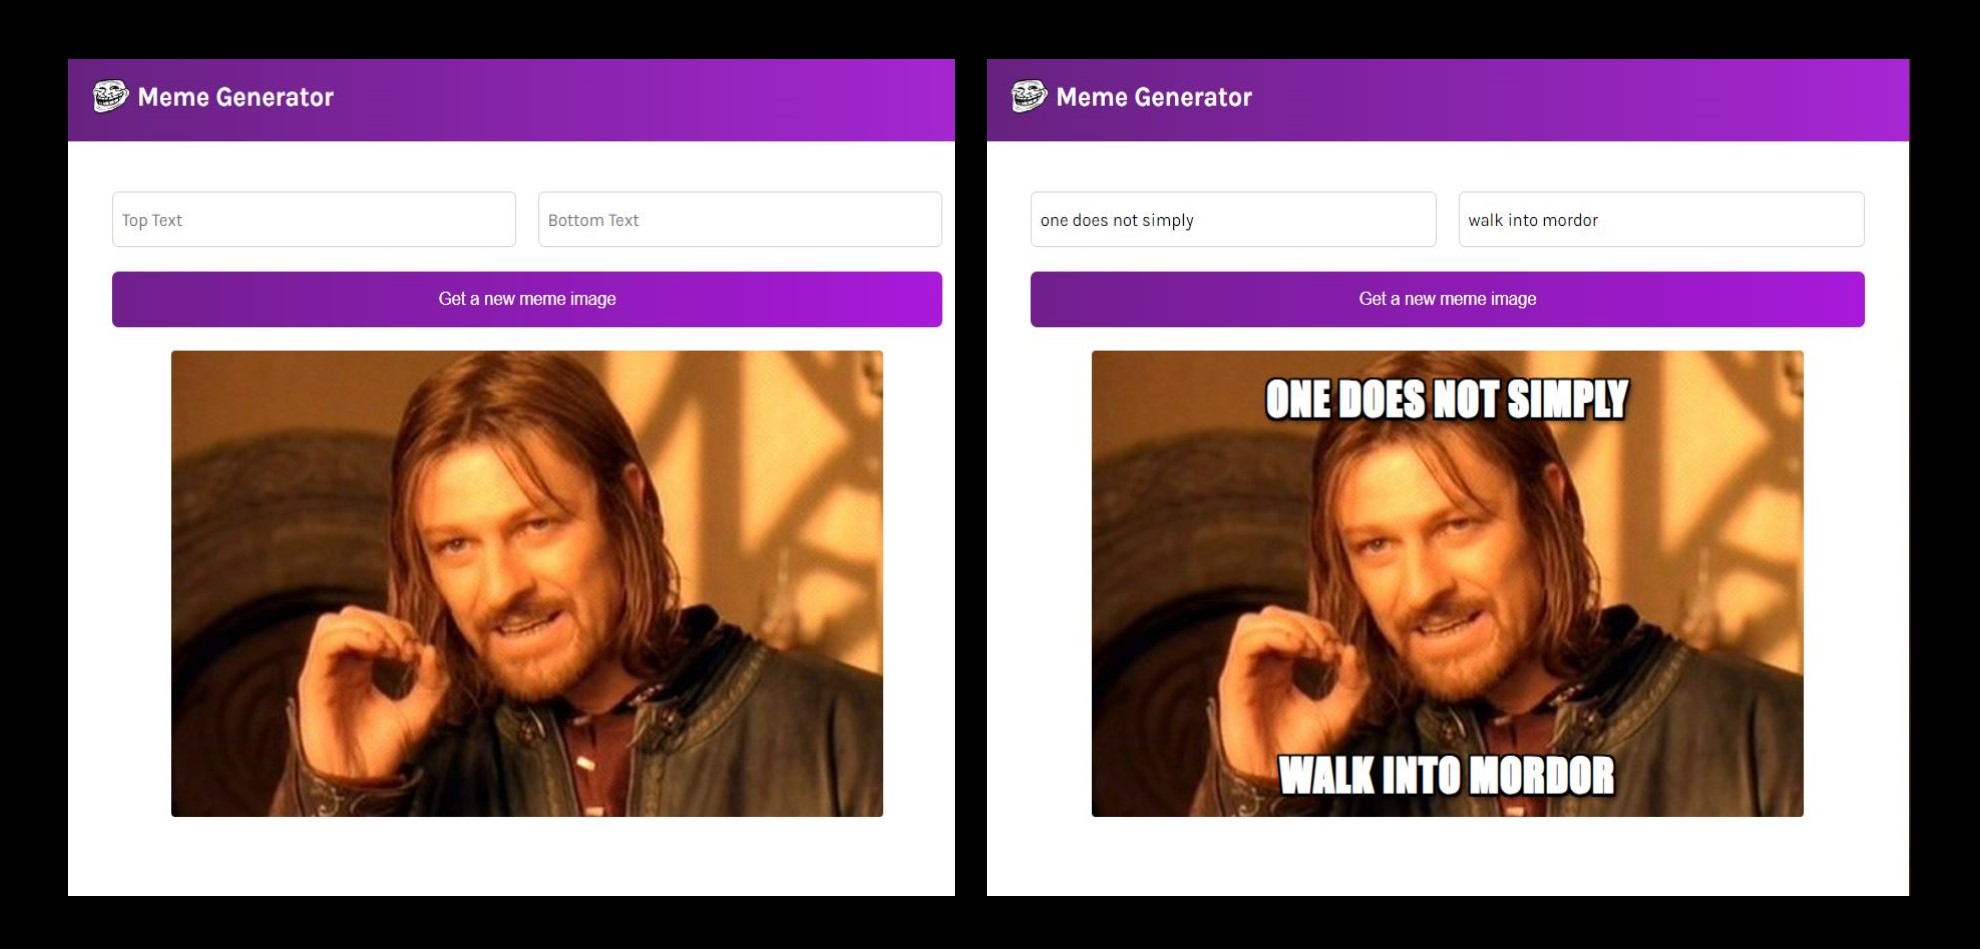 Meme Generator
Top Text
Bottom Text
Get a new meme image
Meme Generator
one does not simply
walk into mordor
Get a new meme image
ONE DOES NOT SIMPLY
WALK INTO MORDOR